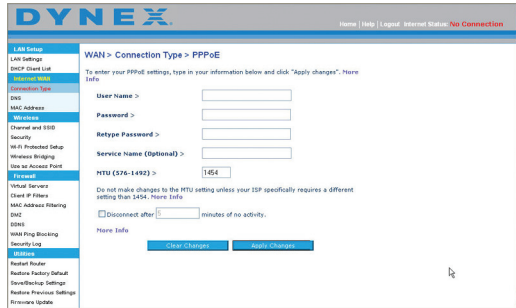 DYNEX
Home | Help | Logout Internet Status: No Connection
LAN Setup
LAN Settings
DHCP Client List
Internet WAN
Connection Type
DNS
MAC Address
Wireless
Channel and SSID
Security
Wi-Fi Protected Setup
Wireless Bridging
Use as Access Point
Firewall
Virtual Servers
Client IP Filters
MAC Address Filtering
DMZ
DDNS
WAN Ping Blocking
Security Log
Utilities
Restart Router
Restore Factory Default
Save/Backup Settings
Restore Previous Settings
Firmware Update
WAN > Connection Type > PPPoE
To enter your PPPoE settings, type in your information below and click "Apply changes". More
Info
User Name >
Password >
Retype Password >
Service Name (Optional) >
MTU (576-1492) > 1454
Do not make changes to the MTU setting unless your ISP specifically requires a different
setting than 1454. More Info
Disconnect after 5 minutes of no activity.
More Info
Clear Changes Apply Changes